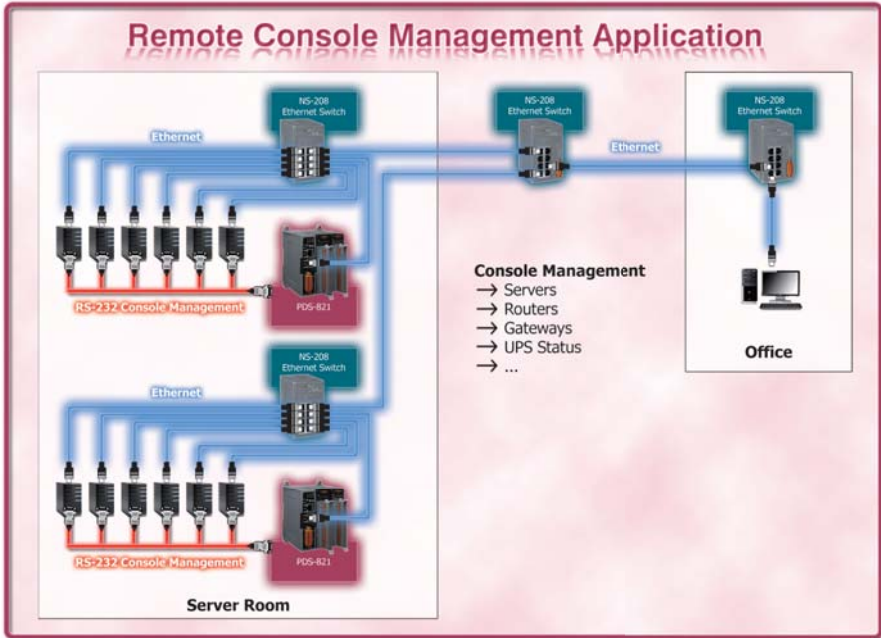 Remote Console Management Application
NS-208
Ethernet Switch
Ethernet
RS-232 Console Management
PDS-821
NS-208
Ethernet Switch
Ethernet
RS-232 Console Management
PDS-821
Server Room
NS-208
Ethernet Switch
Ethernet
Console Management
→ Servers
→ Routers
→ Gateways
→ UPS Status
→ ...
NS-208
Ethernet Switch
Office